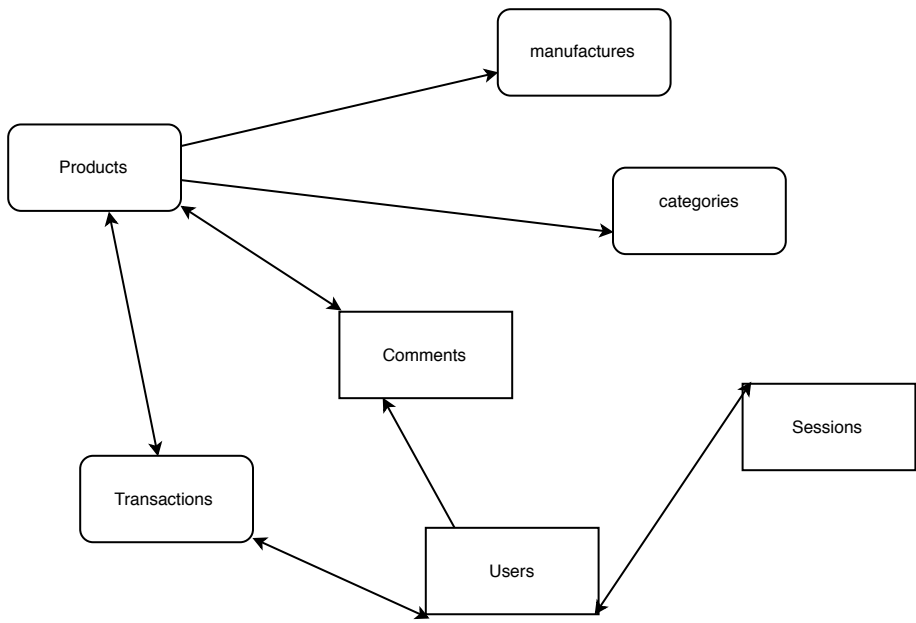 manufactures
Products
categories
Comments
Sessions
Transactions
Users